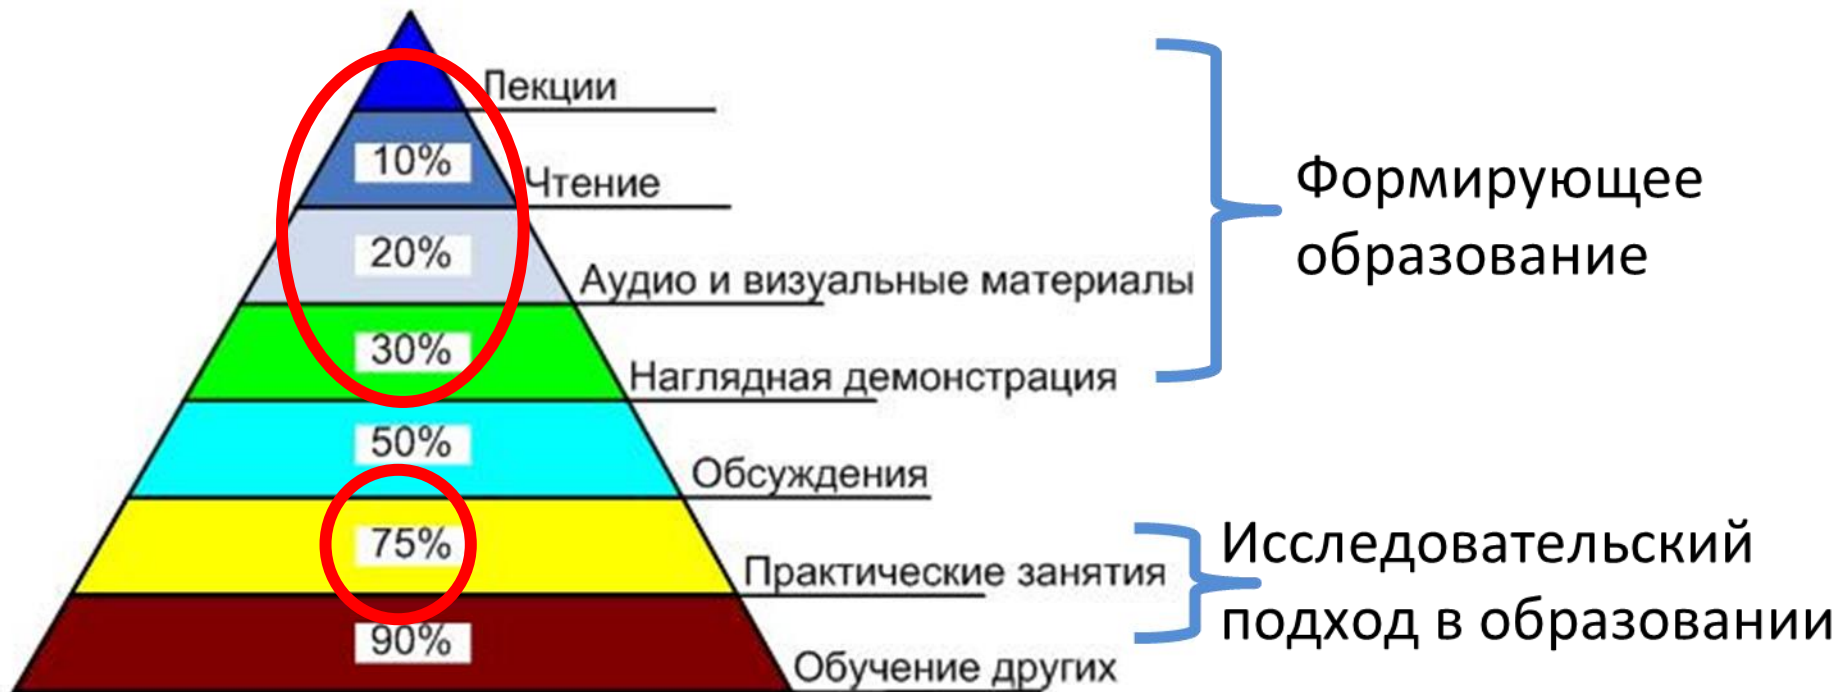 Лекции
10%
Чтение
20%
Аудио и визуальные материалы
30%
Наглядная демонстрация
50%
Обсуждения
75%
Практические занятия
90%
Обучение других
Формирующее
образование
Исследовательский
подход в образовании